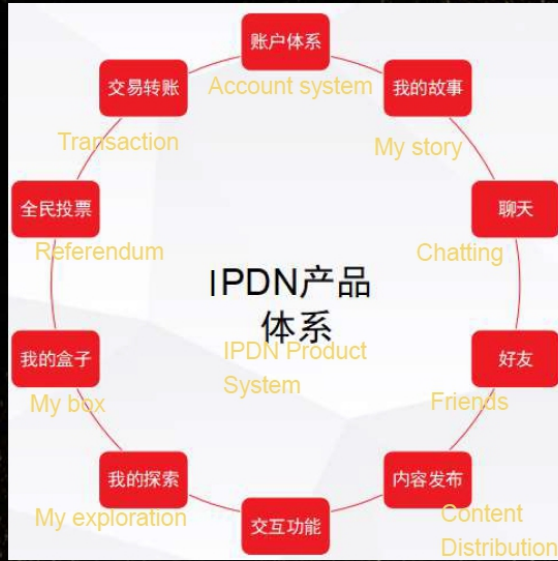 账户体系
Account system
我的故事
My story
聊天
Chatting
好友
Friends
内容发布
Content
Distribution
交互功能
我的探索
My exploration
我的盒子
My box
全民投票
Referendum
交易转账
Transaction
IPDN产品
体系
IPDN Product
System